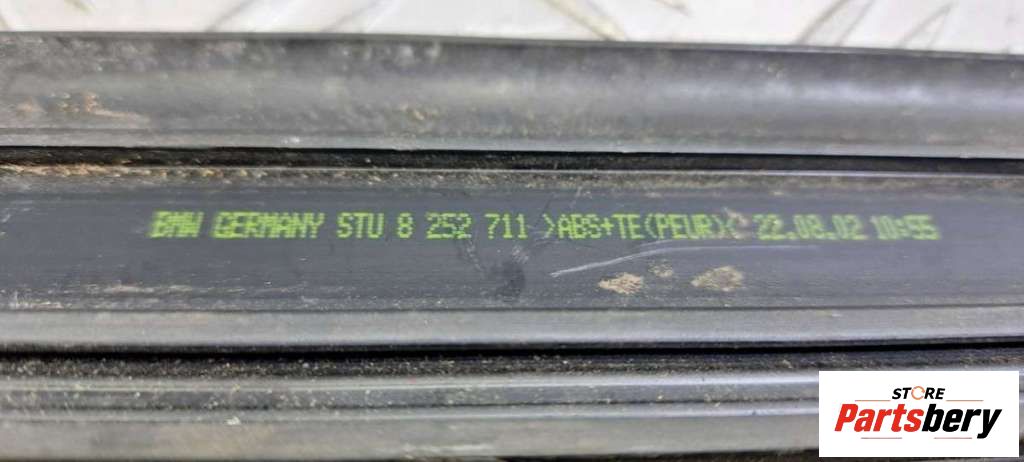 BMW GERMANY STU 8 252 711 >ABS+TE(PEUR)< 22.08.02 10:55
STORE
Partsbery